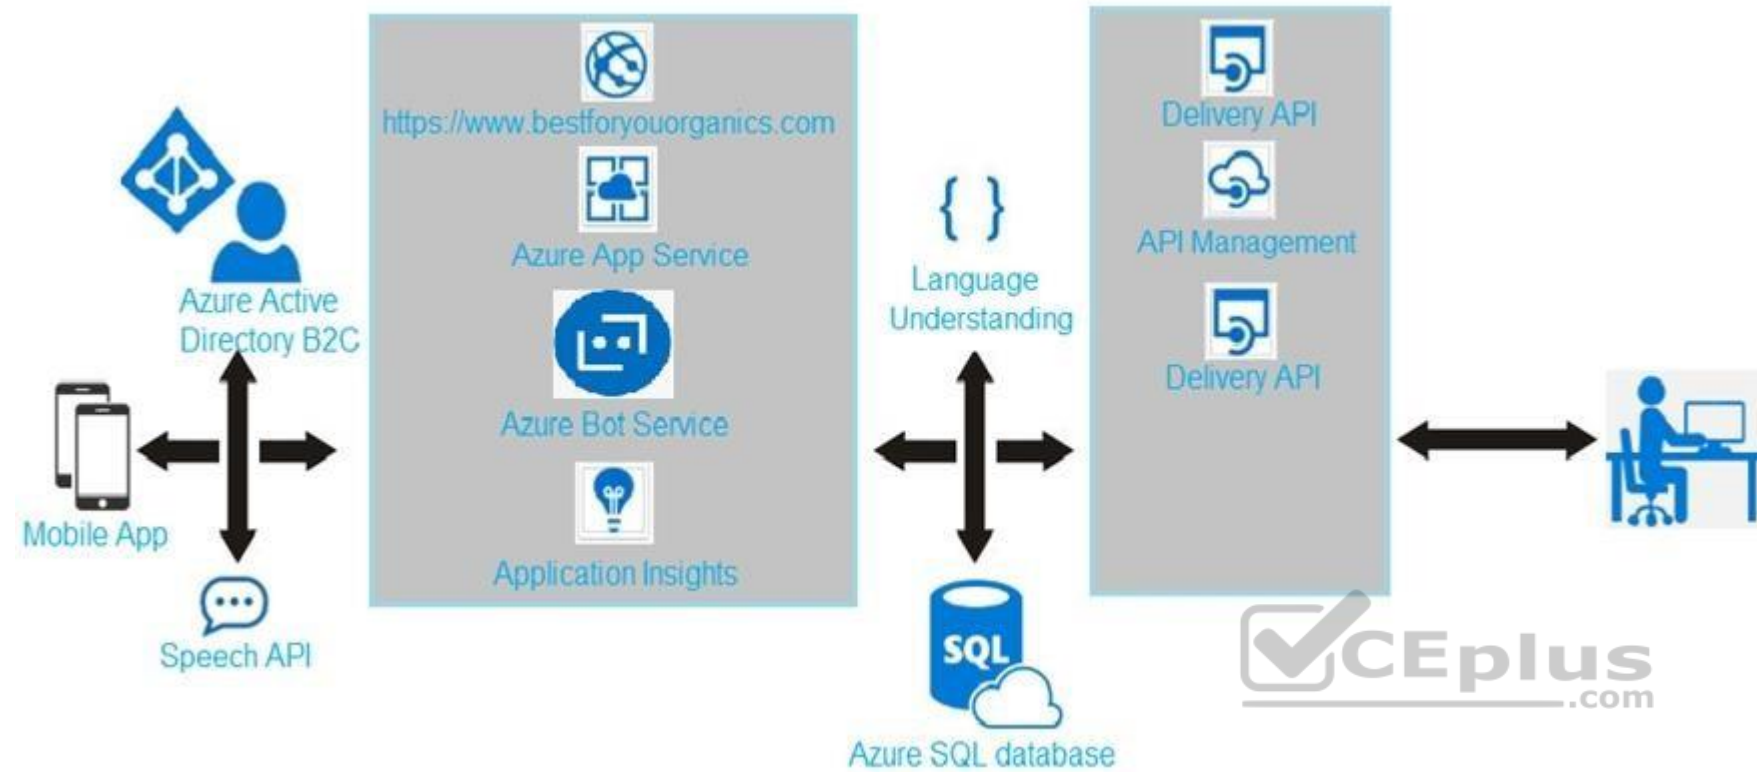 Azure Active
Directory B2C
Mobile App
Speech API
https://www.bestforyouorganics.com
Azure App Service
Azure Bot Service
Application Insights
{ }
Language
Understanding
SQL
Azure SQL database
Delivery API
API Management
Delivery API
VCEplus
.com